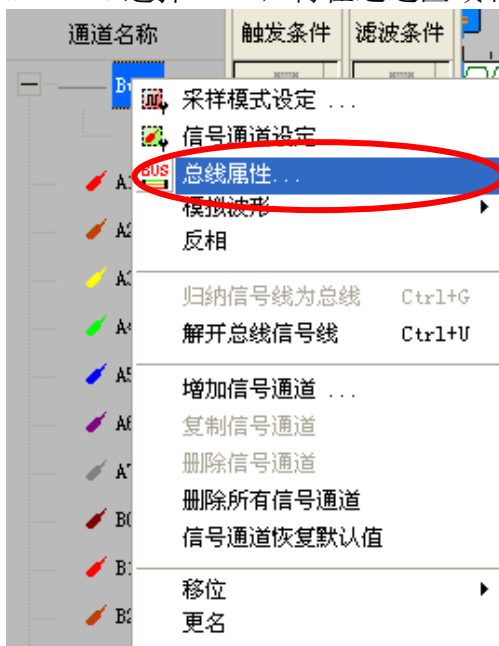 通道名称 触发条件 滤波条件
采样模式设定 ...
信号通道设定
BUS 总线属性...
模拟波形
反相
归纳信号线为总线 Ctrl+G
解开总线信号线 Ctrl+U
增加信号通道 ...
复制信号通道
删除信号通道
删除所有信号通道
信号通道恢复默认值
移位
更名